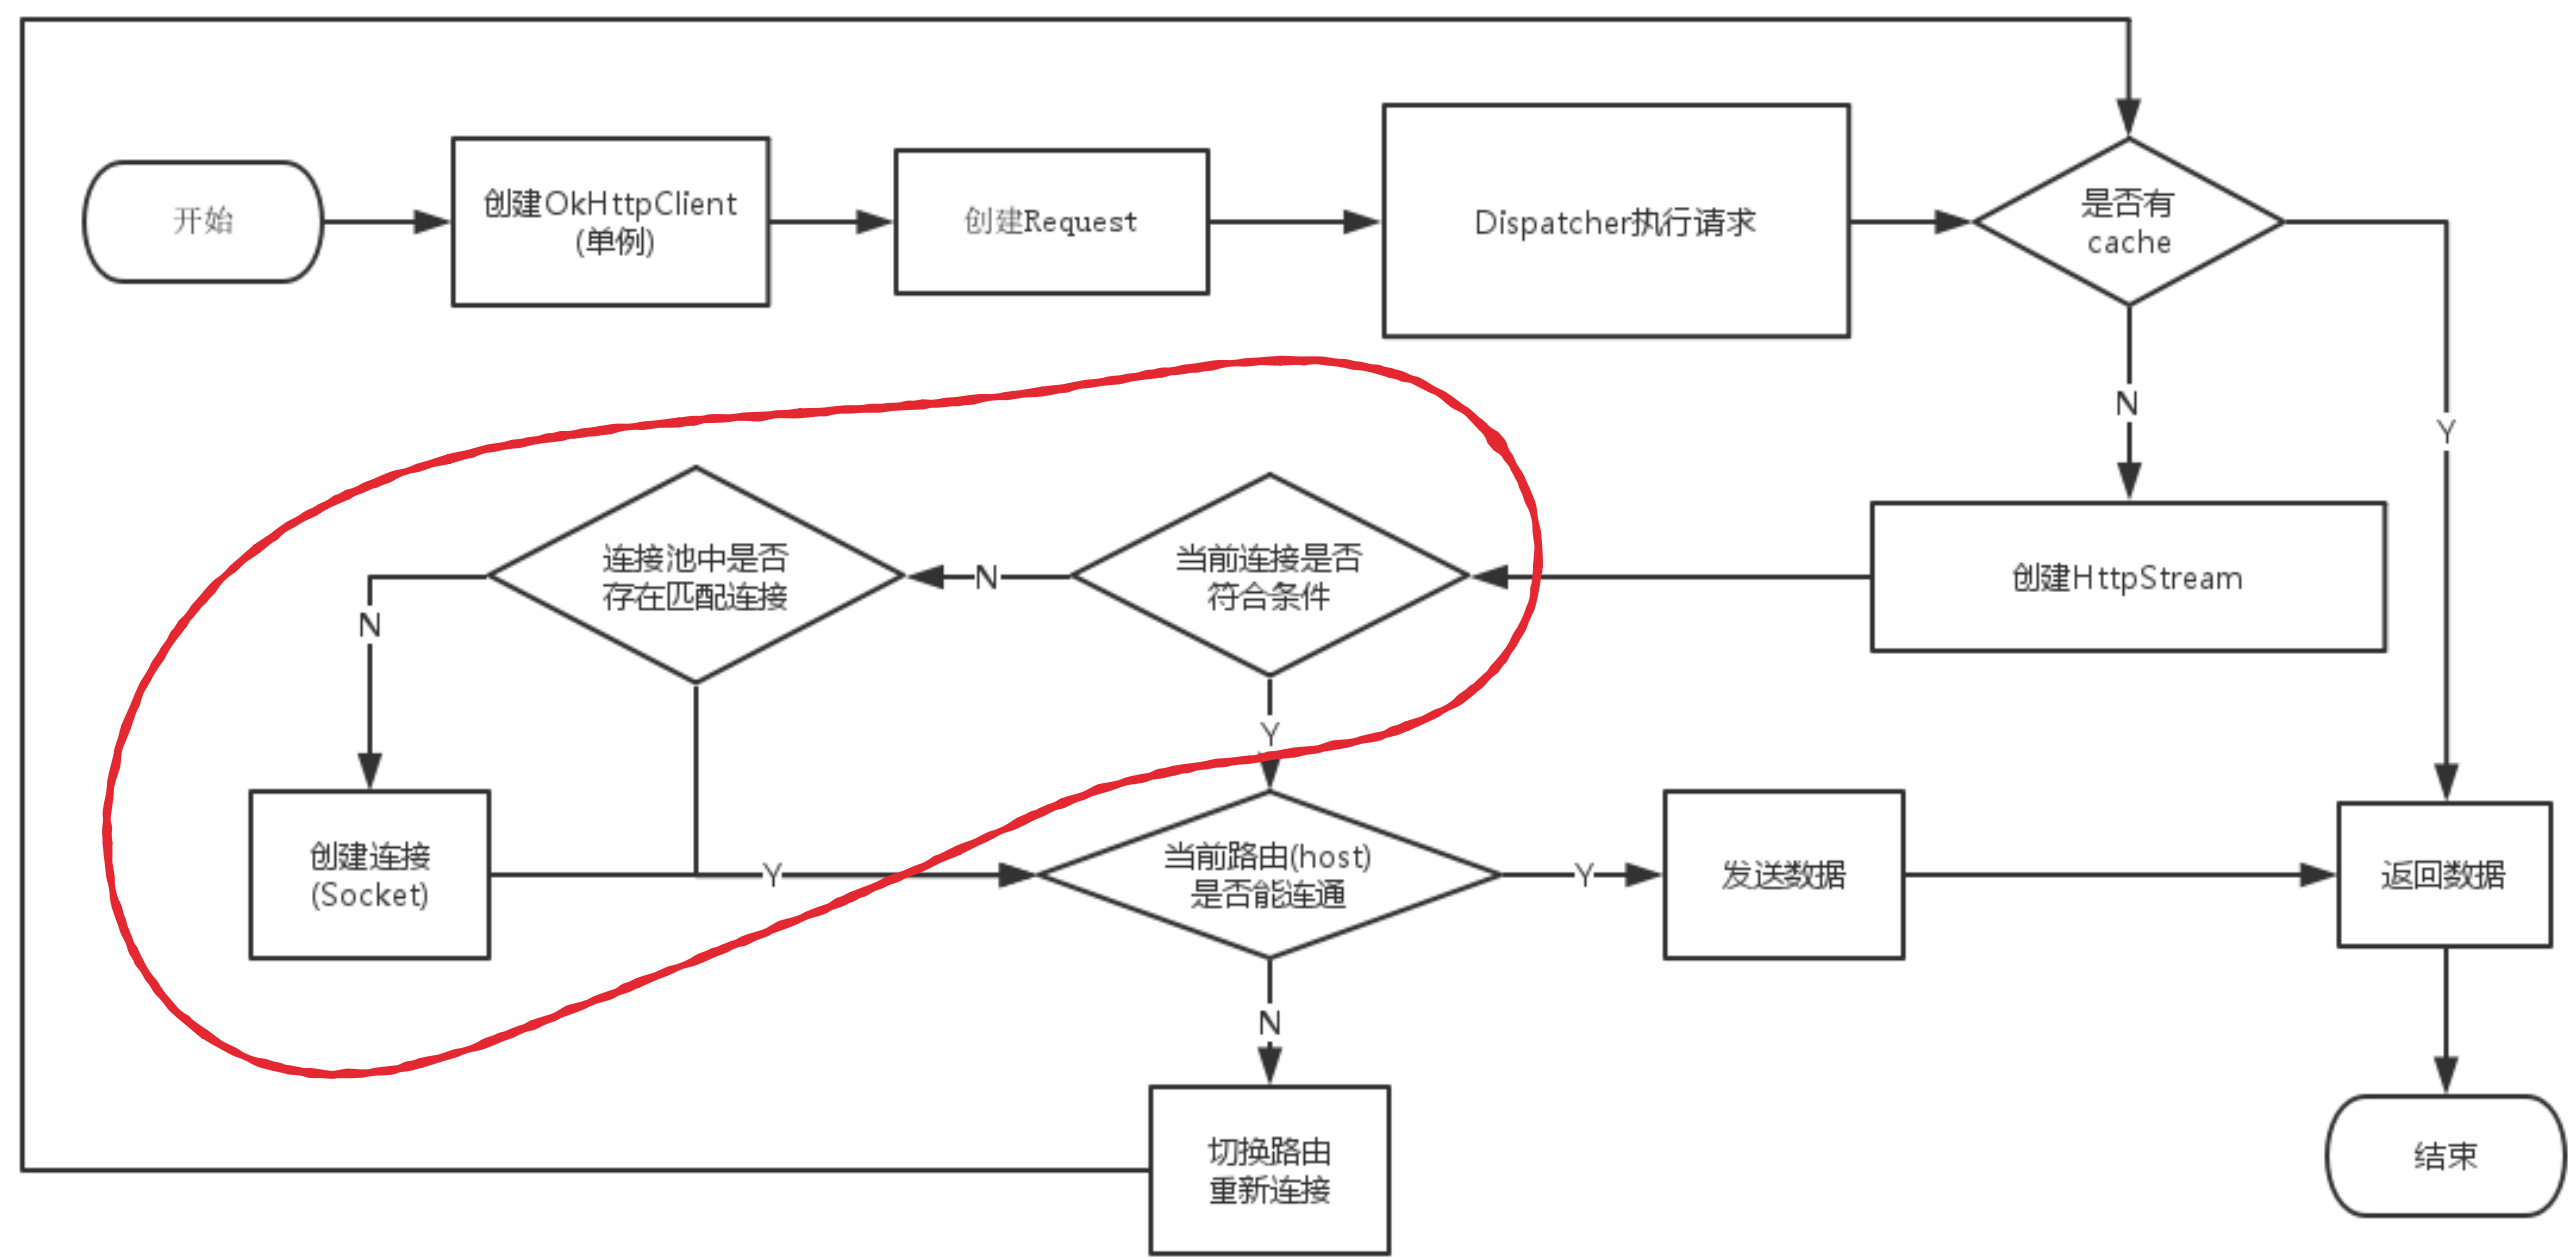 开始
创建OkHttpClient
(单例)
创建Request
Dispatcher执行请求
是否有
cache
N
Y
连接池中是否
存在匹配连接
N
当前连接是否
符合条件
创建HttpStream
N
Y
创建连接
(Socket)
Y
当前路由(host)
是否能连通
Y
发送数据
返回数据
N
切换路由
重新连接
结束